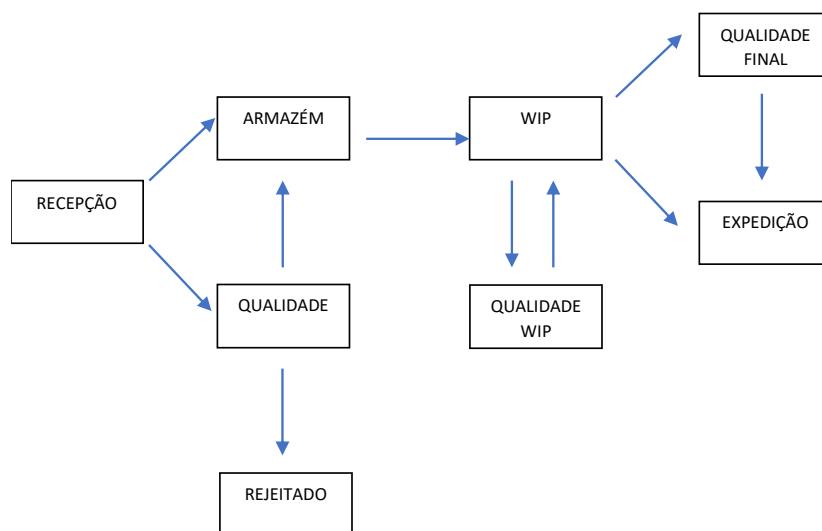 QUALIDADE
FINAL
ARMAZÉM
WIP
RECEPÇÃO
EXPEDIÇÃO
QUALIDADE
QUALIDADE
WIP
REJEITADO